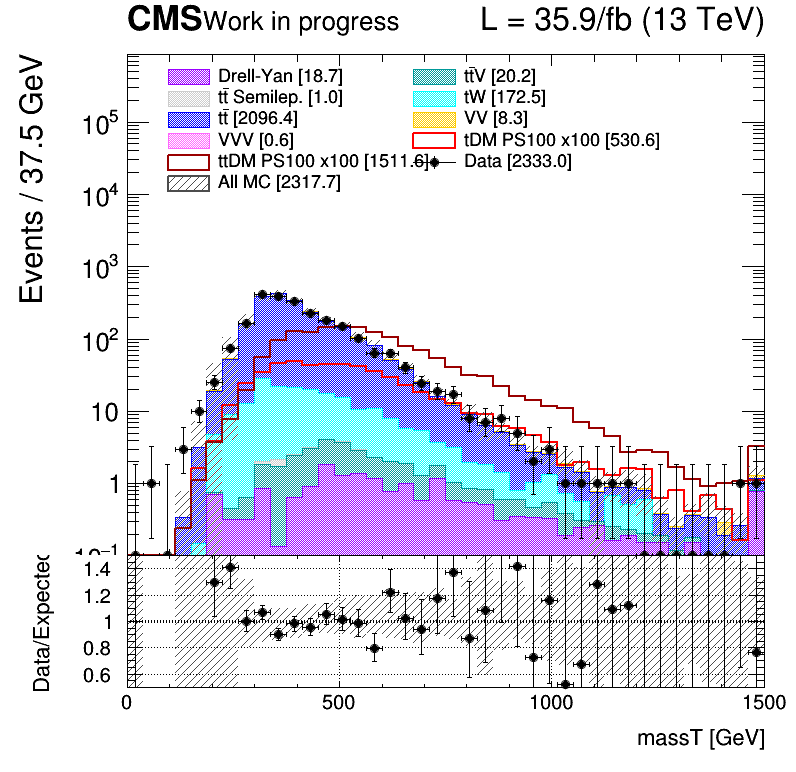 CMS Work in progress L = 35.9/fb (13 TeV)
Events / 37.5 GeV
10⁵
10⁴
10³
10²
10
1
10⁻¹
Drell-Yan [18.7]
tt̄ Semilep. [1.0]
tt̄ [2096.4]
VVV [0.6]
ttDM PS100 x100 [1511.6]
All MC [2317.7]
tt̄V [20.2]
tW [172.5]
VV [8.3]
tDM PS100 x100 [530.6]
Data [2333.0]
Data/Expected
1.4
1.2
1
0.8
0.6
0 500 1000 1500
massT [GeV]